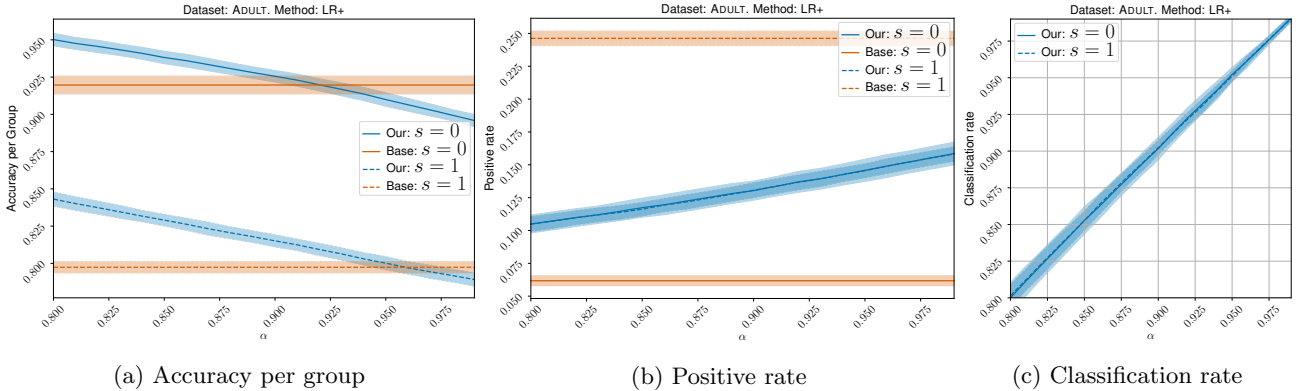 Dataset: ADULT. Method: LR+
Accuracy per Group
0.950
0.925
0.900
0.875
0.850
0.825
0.800
Our: s = 0
Base: s = 0
Our: s = 1
Base: s = 1
0.800
0.825
0.850
0.875
0.900
0.925
0.950
0.975
α
(a) Accuracy per group
Dataset: ADULT. Method: LR+
Positive rate
0.250
0.225
0.200
0.175
0.150
0.125
0.100
0.075
0.050
Our: s = 0
Base: s = 0
Our: s = 1
Base: s = 1
0.800
0.825
0.850
0.875
0.900
0.925
0.950
0.975
α
(b) Positive rate
Dataset: ADULT. Method: LR+
Classification rate
0.975
0.950
0.925
0.900
0.875
0.850
0.825
0.800
Our: s = 0
Our: s = 1
0.800
0.825
0.850
0.875
0.900
0.925
0.950
0.975
α
(c) Classification rate